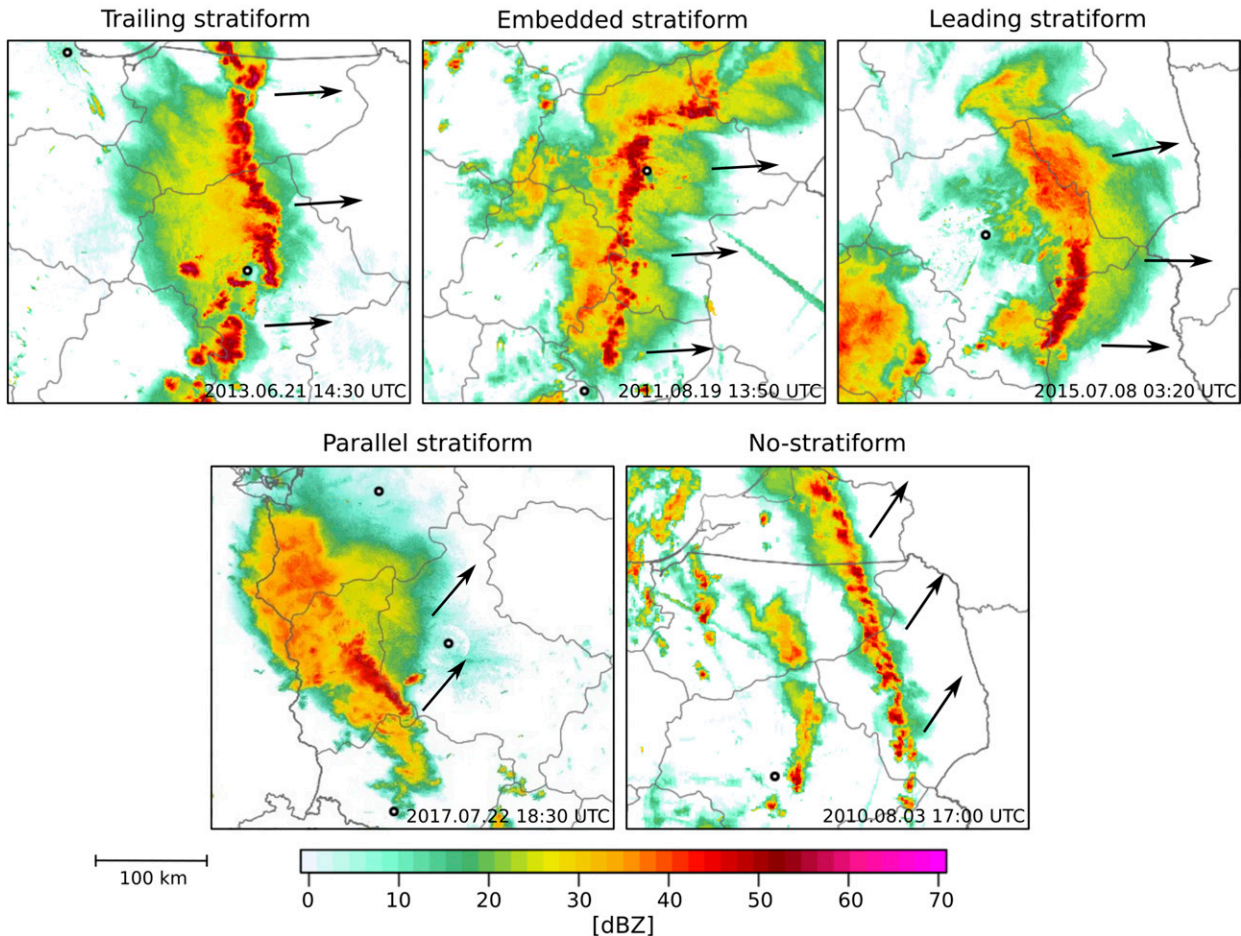 Trailing stratiform
Embedded stratiform
Leading stratiform
2013.06.21 14:30 UTC
2011.08.19 13:50 UTC
2015.07.08 03:20 UTC
Parallel stratiform
No-stratiform
2017.07.22 18:30 UTC
2010.08.03 17:00 UTC
100 km
0 10 20 30 40 50 60 70
[dBZ]